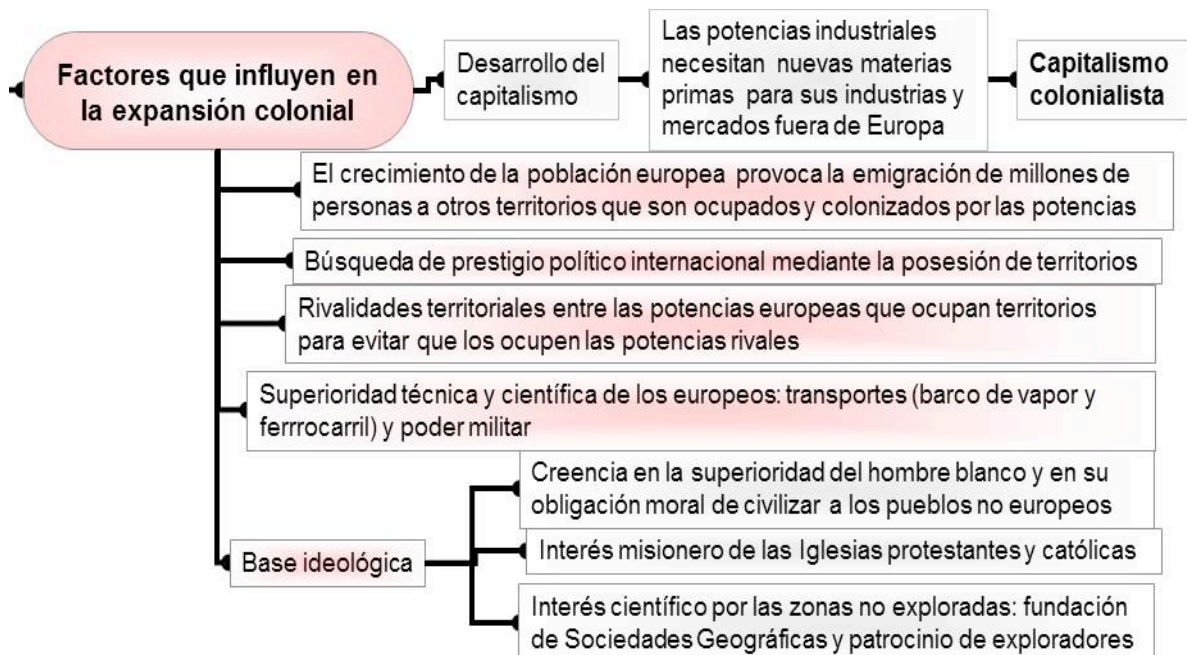 Factores que influyen en
la expansión colonial
Desarrollo del
capitalismo
Las potencias industriales
necesitan nuevas materias
primas para sus industrias y
mercados fuera de Europa
Capitalismo
colonialista
El crecimiento de la población europea provoca la emigración de millones de
personas a otros territorios que son ocupados y colonizados por las potencias
Búsqueda de prestigio político internacional mediante la posesión de territorios
Rivalidades territoriales entre las potencias europeas que ocupan territorios
para evitar que los ocupen las potencias rivales
Superioridad técnica y científica de los europeos: transportes (barco de vapor y
ferrrocarril) y poder militar
Base ideológica
Creencia en la superioridad del hombre blanco y en su
obligación moral de civilizar a los pueblos no europeos
Interés misionero de las Iglesias protestantes y católicas
Interés científico por las zonas no exploradas: fundación
de Sociedades Geográficas y patrocinio de exploradores